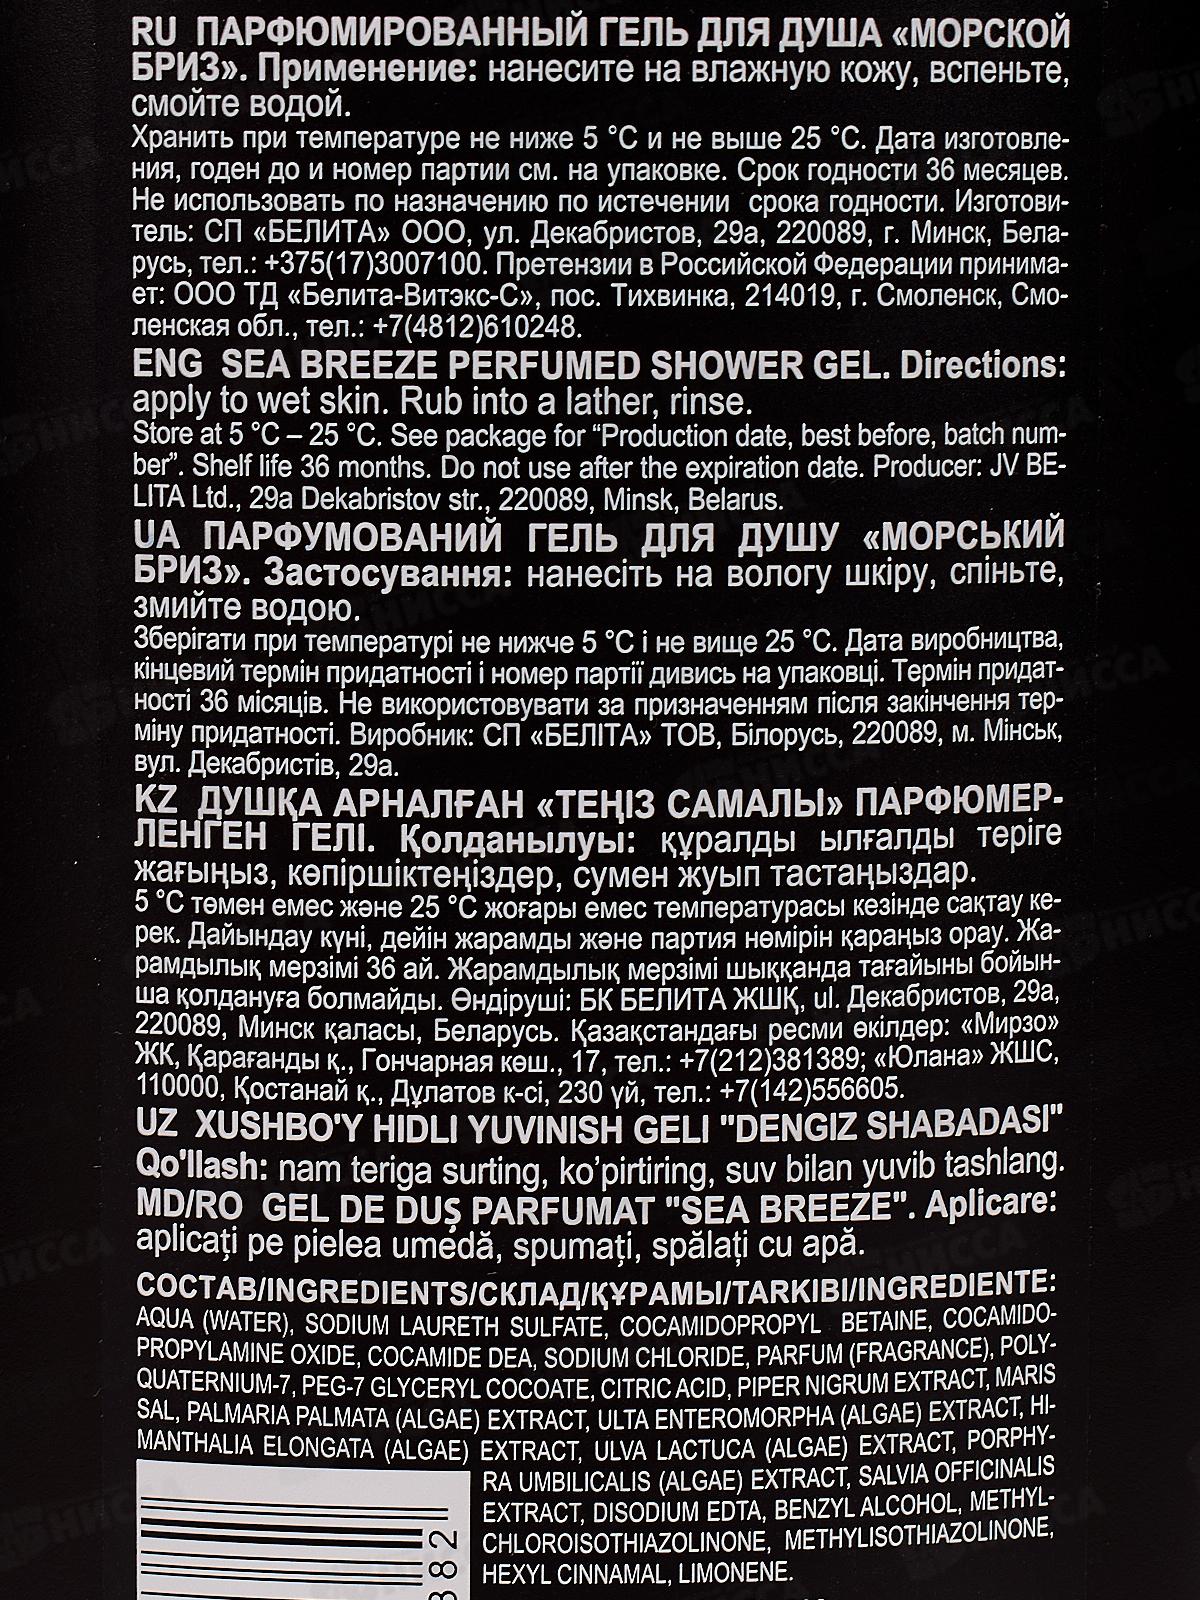 RU ПАРФЮМИРОВАННЫЙ ГЕЛЬ ДЛЯ ДУША «МОРСКОЙ
БРИЗ». Применение: нанесите на влажную кожу, вспеньте,
смойте водой.
Хранить при температуре не ниже 5 °C и не выше 25 °C. Дата изготовле-
ния, годен до и номер партии см. на упаковке. Срок годности 36 месяцев.
Не использовать по назначению по истечении срока годности. Изготови-
тель: СП «БЕЛИТА» ООО, ул. Декабристов, 29а, 220089, г. Минск, Бела-
русь, тел.: +375(17)3007100. Претензии в Российской Федерации принима-
ет: ООО ТД «Белита-Витэкс-С», пос. Тихвинка, 214019, г. Смоленск, Смо-
ленская обл., тел.: +7(4812)610248.
ENG SEA BREEZE PERFUMED SHOWER GEL. Directions:
apply to wet skin. Rub into a lather, rinse.
Store at 5 °C – 25 °C. See package for “Production date, best before, batch num-
ber”. Shelf life 36 months. Do not use after the expiration date. Producer: JV BE-
LITA Ltd., 29a Dekabristov str., 220089, Minsk, Belarus.
UA ПАРФУМОВАНИЙ ГЕЛЬ ДЛЯ ДУШУ «МОРСЬКИЙ
БРИЗ». Застосування: нанесіть на вологу шкіру, спіньте,
змийте водою.
Зберігати при температурі не нижче 5 °C і не вище 25 °C. Дата виробництва,
кінцевий термін придатності і номер партії дивись на упаковці. Термін придат-
ності 36 місяців. Не використовувати за призначенням після закінчення тер-
міну придатності. Виробник: СП «БЕЛІТА» ТОВ, Білорусь, 220089, м. Мінськ,
вул. Декабристів, 29а.
KZ ДУШҚА АРНАЛҒАН «ТЕҢІЗ САМАЛЫ» ПАРФЮМЕР-
ЛЕНГЕН ГЕЛІ. Қолданылуы: құралды ылғалды теріге
жағыңыз, көпіршіктеңіздер, сумен жуып тастаңыздар.
5 °C төмен емес және 25 °C жоғары емес температурасы кезінде сақтау ке-
рек. Дайындау күні, дейін жарамды және партия нөмірін қараңыз орау. Жа-
рамдылық мерзімі 36 ай. Жарамдылық мерзімі шыққанда тағайыны бойын-
ша қолдануға болмайды. Өндіруші: БК БЕЛИТА ЖШҚ, ul. Декабристов, 29а,
220089, Минск қаласы, Беларусь. Қазақстандағы ресми өкілдер: «Мирзо»
ЖК, Қарағанды қ., Гончарная көш., 17, тел.: +7(212)381389; «Юлана» ЖШС,
110000, Қостанай қ., Дұлатов к-сі, 230 үй, тел.: +7(142)556605.
UZ XUSHBO'Y HIDLI YUVINISH GELI "DENGIZ SHABADASI"
Qo'llash: nam teriga surting, ko’pirtiring, suv bilan yuvib tashlang.
MD/RO GEL DE DUȘ PARFUMAT "SEA BREEZE". Aplicare:
aplicați pe pielea umedă, spumați, spălați cu apă.
СОСТАВ/INGREDIENTS/СКЛАД/ҚҰРАМЫ/TARKIBI/INGREDIENTE:
AQUA (WATER), SODIUM LAURETH SULFATE, COCAMIDOPROPYL BETAINE, COCAMIDO-
PROPYLAMINE OXIDE, COCAMIDE DEA, SODIUM CHLORIDE, PARFUM (FRAGRANCE), POLY-
QUATERNIUM-7, PEG-7 GLYCERYL COCOATE, CITRIC ACID, PIPER NIGRUM EXTRACT, MARIS
SAL, PALMARIA PALMATA (ALGAE) EXTRACT, ULTA ENTEROMORPHA (ALGAE) EXTRACT, HI-
MANTHALIA ELONGATA (ALGAE) EXTRACT, ULVA LACTUCA (ALGAE) EXTRACT, PORPHY-
RA UMBILICALIS (ALGAE) EXTRACT, SALVIA OFFICINALIS
EXTRACT, DISODIUM EDTA, BENZYL ALCOHOL, METHYL-
CHLOROISOTHIAZOLINONE, METHYLISOTHIAZOLINONE,
HEXYL CINNAMAL, LIMONENE.